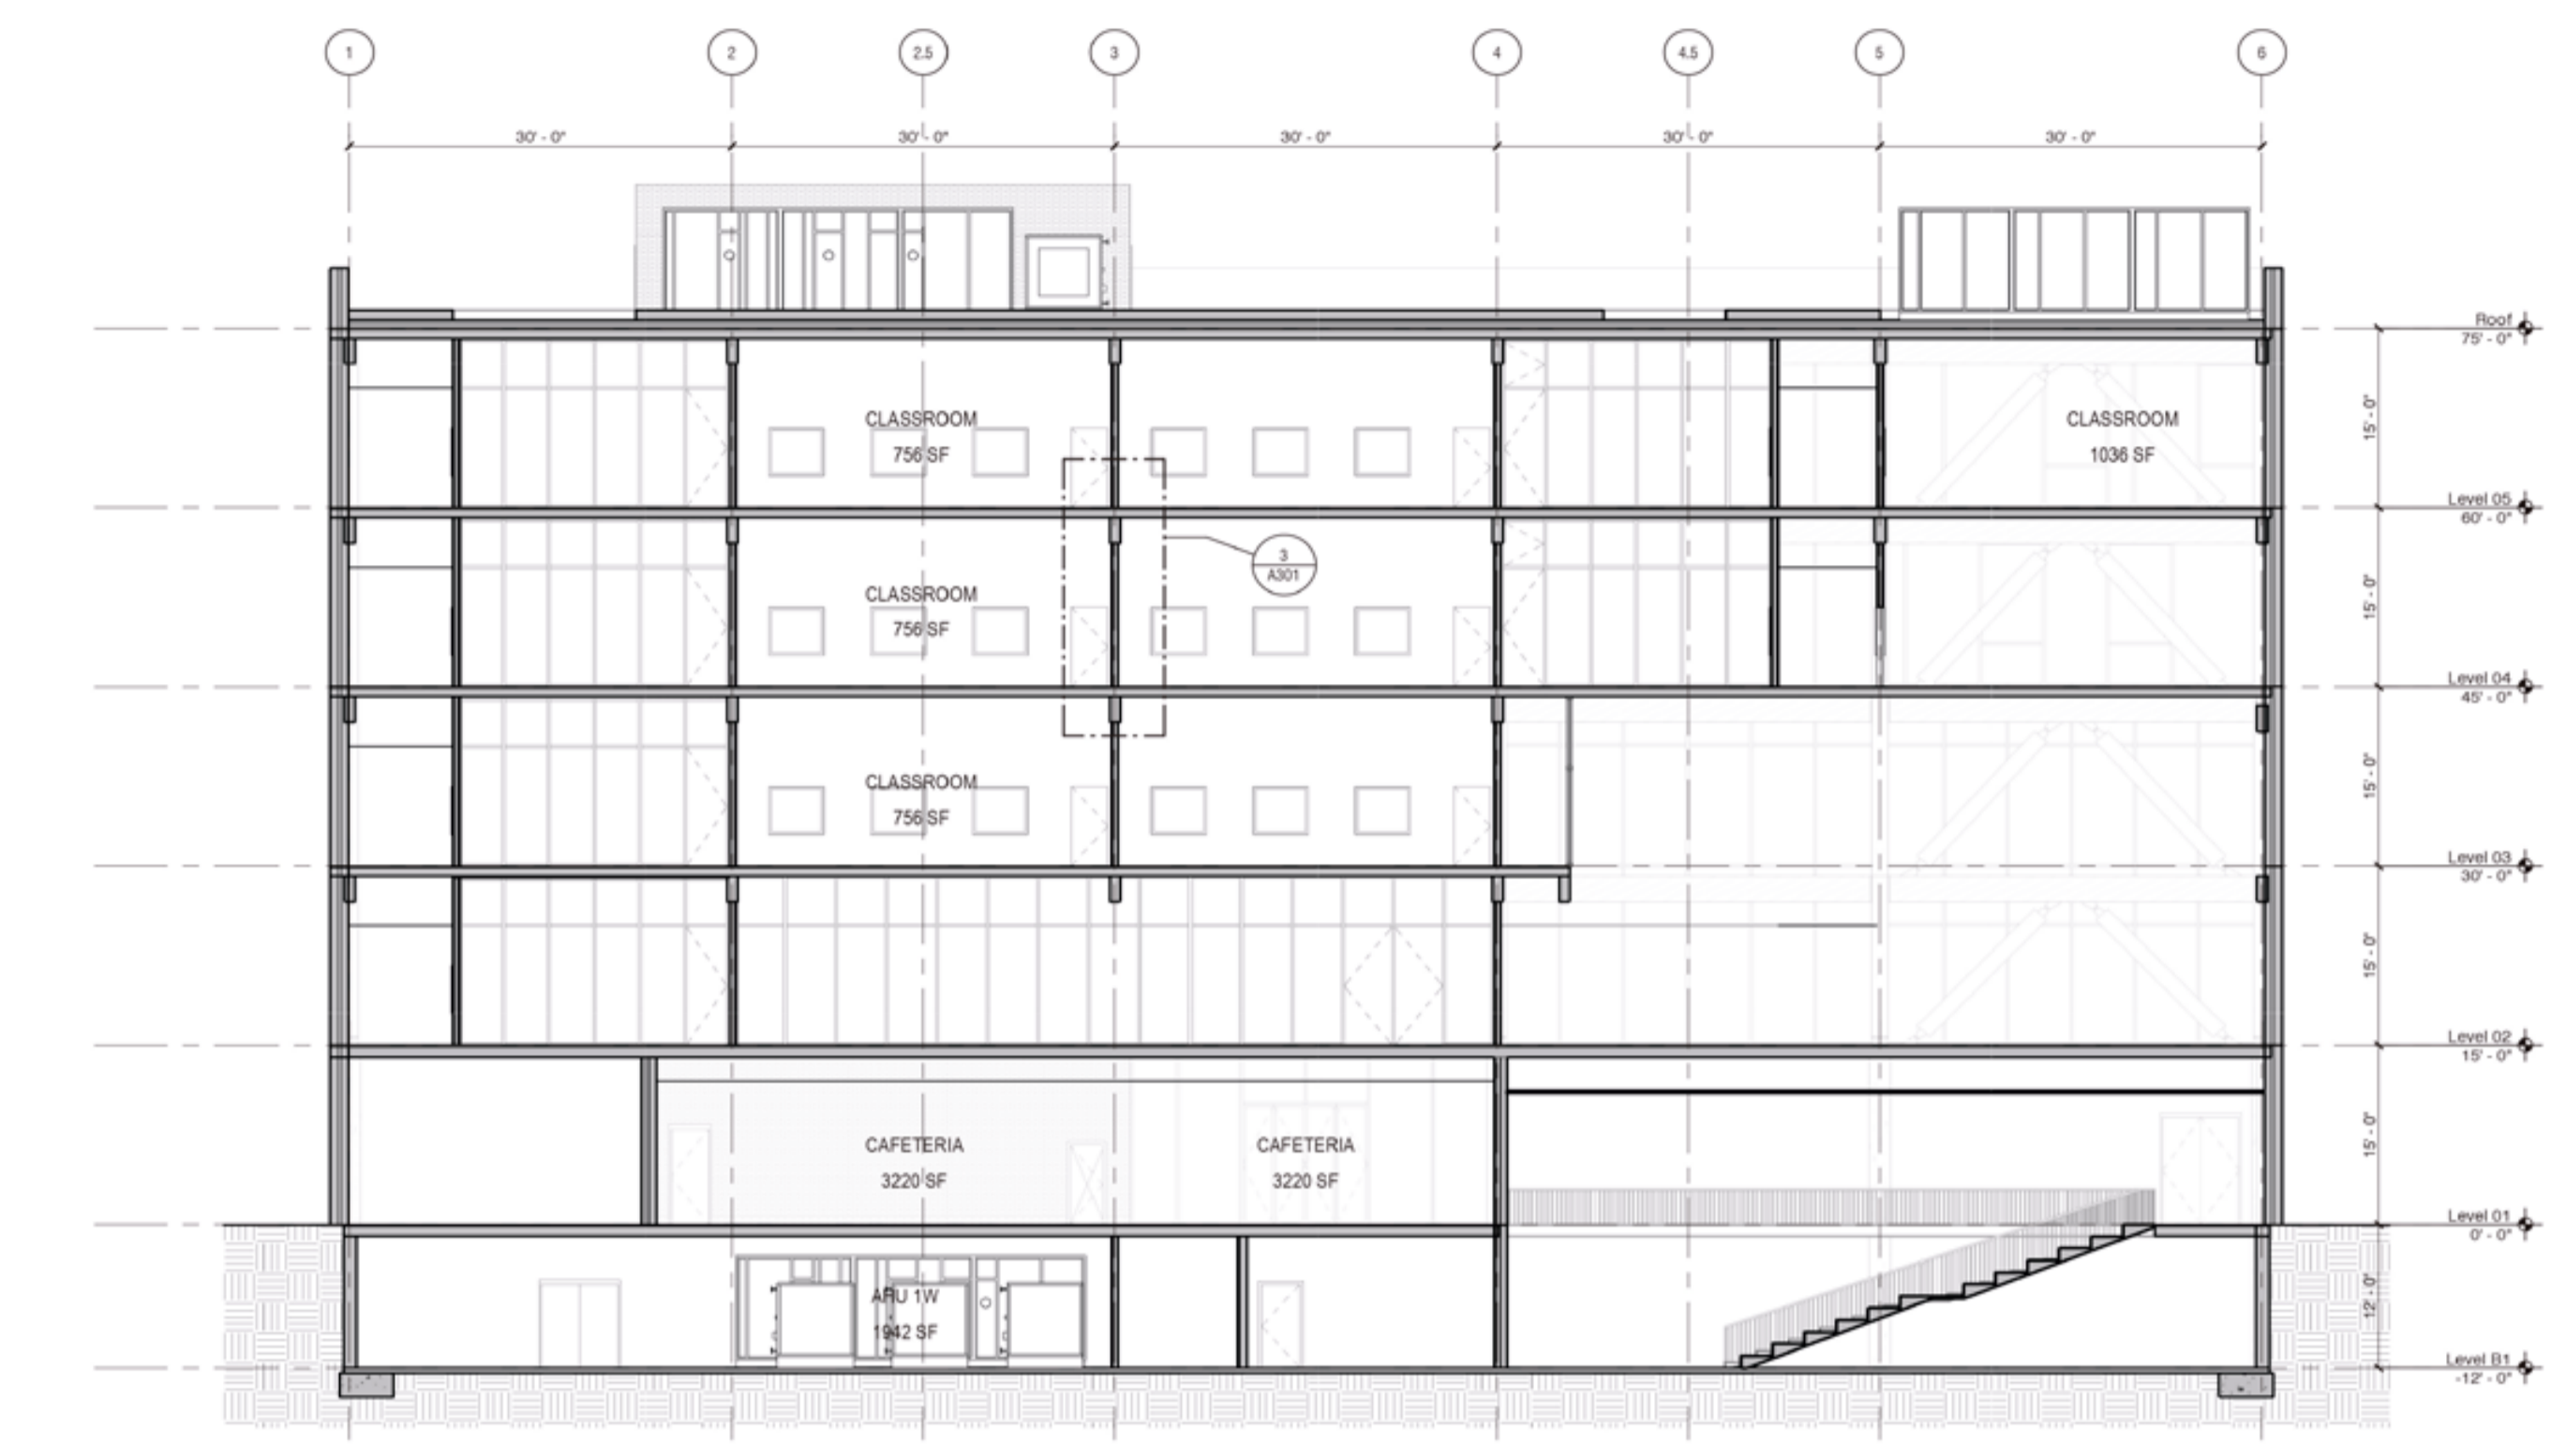 1 2 2.5 3 4 4.5 5 6
30' - 0" 30' - 0" 30' - 0" 30' - 0" 30' - 0"
Roof
75' - 0"
15' - 0"
CLASSROOM
756 SF
CLASSROOM
1036 SF
Level 05
60' - 0"
3
A301
15' - 0"
CLASSROOM
756 SF
Level 04
45' - 0"
15' - 0"
CLASSROOM
756 SF
Level 03
30' - 0"
15' - 0"
Level 02
15' - 0"
15' - 0"
CAFETERIA
3220 SF
CAFETERIA
3220 SF
Level 01
0' - 0"
12' - 0"
1942 SF
Level B1
-12' - 0"